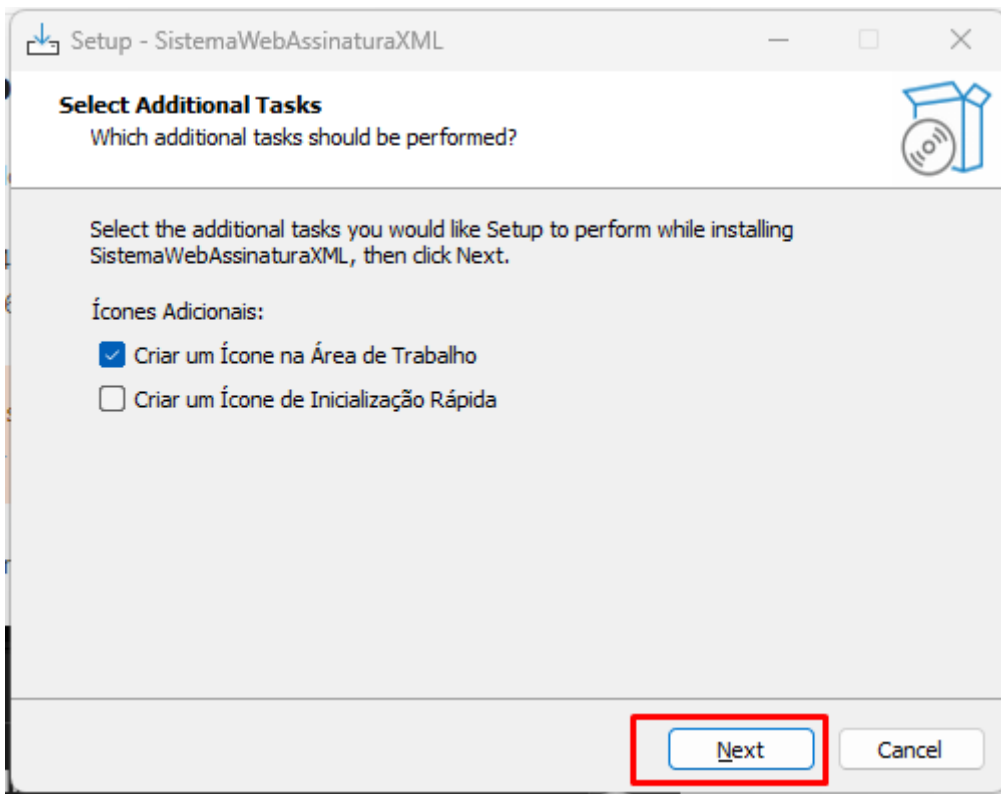 Setup - SistemaWebAssinaturaXML
Select Additional Tasks
Which additional tasks should be performed?
Select the additional tasks you would like Setup to perform while installing
SistemaWebAssinaturaXML, then click Next.
Ícones Adicionais:
Criar um Ícone na Área de Trabalho
Criar um Ícone de Inicialização Rápida
Next
Cancel